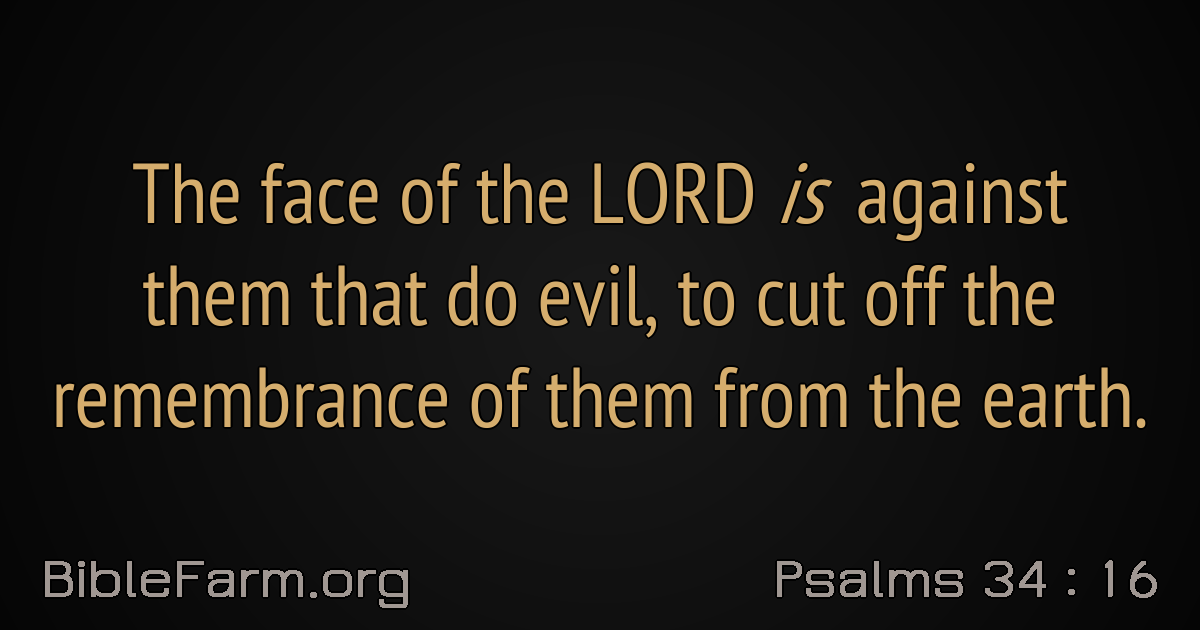 The face of the LORD is against
them that do evil, to cut off the
remembrance of them from the earth.
BibleFarm.org
Psalms 34 : 16